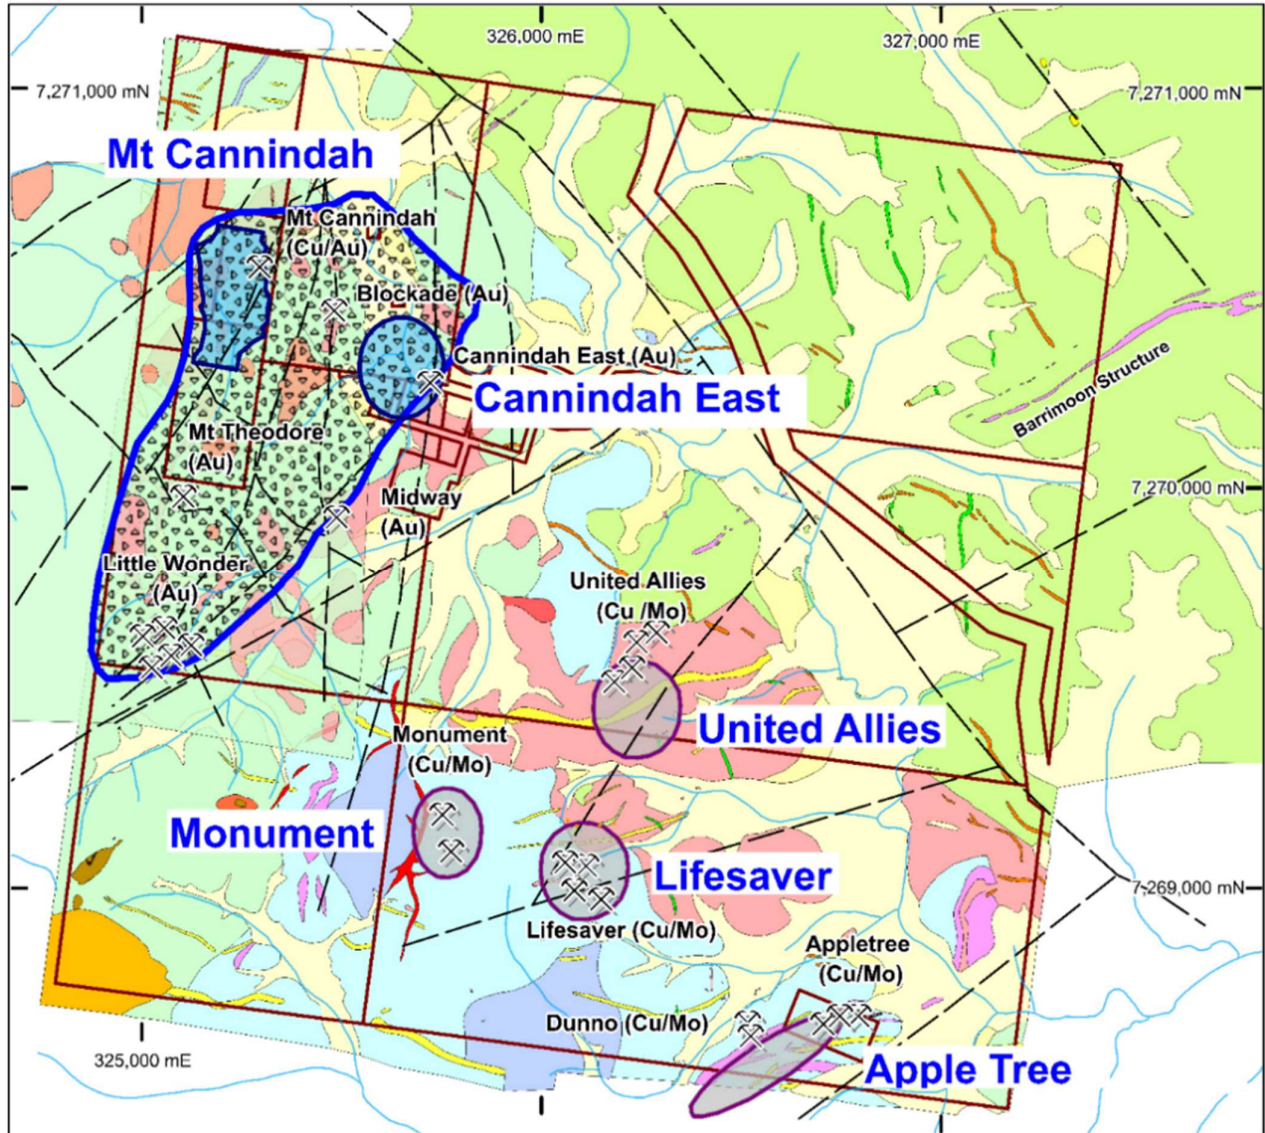 326,000 mE
327,000 mE
7,271,000 mN
7,271,000 mN
Mt Cannindah
Mt Cannindah
(Cu/Au)
Blockade (Au)
Cannindah East (Au)
Cannindah East
Barrimoon Structure
Mt Theodore
(Au)
Midway
(Au)
7,270,000 mN
Little Wonder
(Au)
United Allies
(Cu /Mo)
United Allies
Monument
(Cu/Mo)
Monument
Lifesaver
7,269,000 mN
Lifesaver (Cu/Mo)
Appletree
(Cu/Mo)
Dunno (Cu/Mo)
325,000 mE
Apple Tree